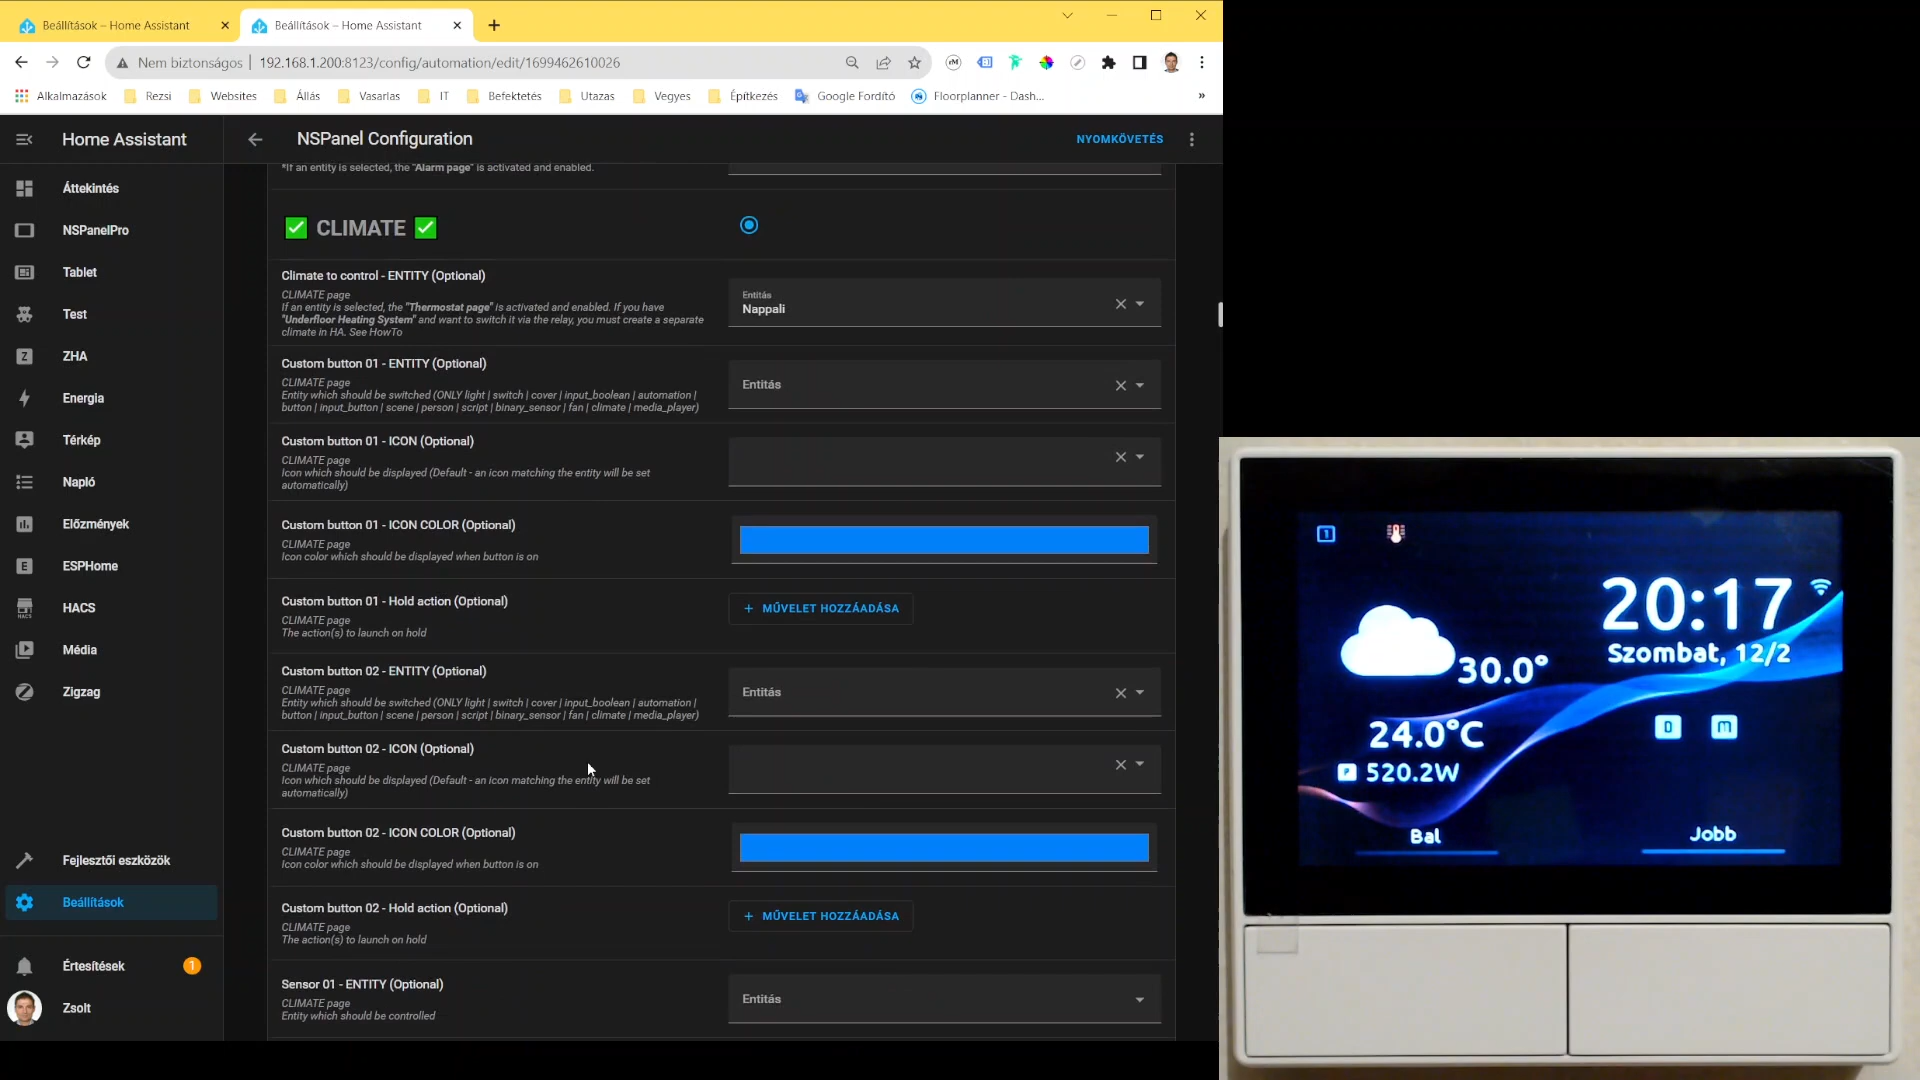 Beállítások – Home Assistant
Beállítások – Home Assistant
Nem biztonságos
192.168.1.200:8123/config/automation/edit/1699462610026
Alkalmazások
Rezsi
Websites
Állás
Vasarlas
IT
Befektetés
Utazas
Vegyes
Építkezés
Google Fordító
Floorplanner - Dash...
»
Home Assistant
NSPanel Configuration
NYOMKÖVETÉS
Áttekintés
NSPanelPro
Tablet
Test
Z ZHA
Energia
Térkép
Napló
Előzmények
E ESPHome
HACS
HACS
Média
Zigzag
Fejlesztői eszközök
Beállítások
Értesítések
1
Zsolt
*If an entity is selected, the "Alarm page" is activated and enabled.
CLIMATE
Climate to control - ENTITY (Optional)
CLIMATE page
If an entity is selected, the "Thermostat page" is activated and enabled. If you have
"Underfloor Heating System" and want to switch it via the relay, you must create a separate
climate in HA. See HowTo
Entitás
Nappali
Custom button 01 - ENTITY (Optional)
CLIMATE page
Entity which should be switched (ONLY light | switch | cover | input_boolean | automation |
button | input_button | scene | person | script | binary_sensor | fan | climate | media_player)
Entitás
Custom button 01 - ICON (Optional)
CLIMATE page
Icon which should be displayed (Default - an icon matching the entity will be set
automatically)
Custom button 01 - ICON COLOR (Optional)
CLIMATE page
Icon color which should be displayed when button is on
Custom button 01 - Hold action (Optional)
CLIMATE page
The action(s) to launch on hold
+ MŰVELET HOZZÁADÁSA
Custom button 02 - ENTITY (Optional)
CLIMATE page
Entity which should be switched (ONLY light | switch | cover | input_boolean | automation |
button | input_button | scene | person | script | binary_sensor | fan | climate | media_player)
Entitás
Custom button 02 - ICON (Optional)
CLIMATE page
Icon which should be displayed (Default - an icon matching the entity will be set
automatically)
Custom button 02 - ICON COLOR (Optional)
CLIMATE page
Icon color which should be displayed when button is on
Custom button 02 - Hold action (Optional)
CLIMATE page
The action(s) to launch on hold
+ MŰVELET HOZZÁADÁSA
Sensor 01 - ENTITY (Optional)
CLIMATE page
Entity which should be controlled
Entitás
1
20:17
Szombat, 12/2
30.0°
24.0°C
D M
P 520.2W
Bal
Jobb